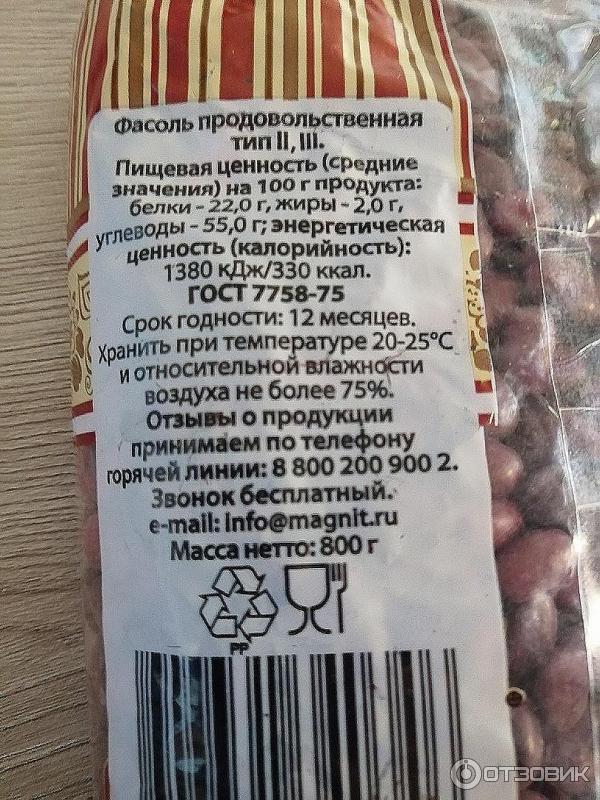 Фасоль продовольственная
тип II, III.
Пищевая ценность (средние
значения) на 100 г продукта:
белки - 22,0 г, жиры - 2,0 г,
углеводы - 55,0 г; энергетическая
ценность (калорийность):
1380 кДж/330 ккал.
ГОСТ 7758-75
Срок годности: 12 месяцев.
Хранить при температуре 20-25°С
и относительной влажности
воздуха не более 75%.
Отзывы о продукции
принимаем по телефону
горячей линии: 8 800 200 900 2.
Звонок бесплатный.
e-mail: info@magnit.ru
Масса нетто: 800 г
PP
ОТЗОВИК